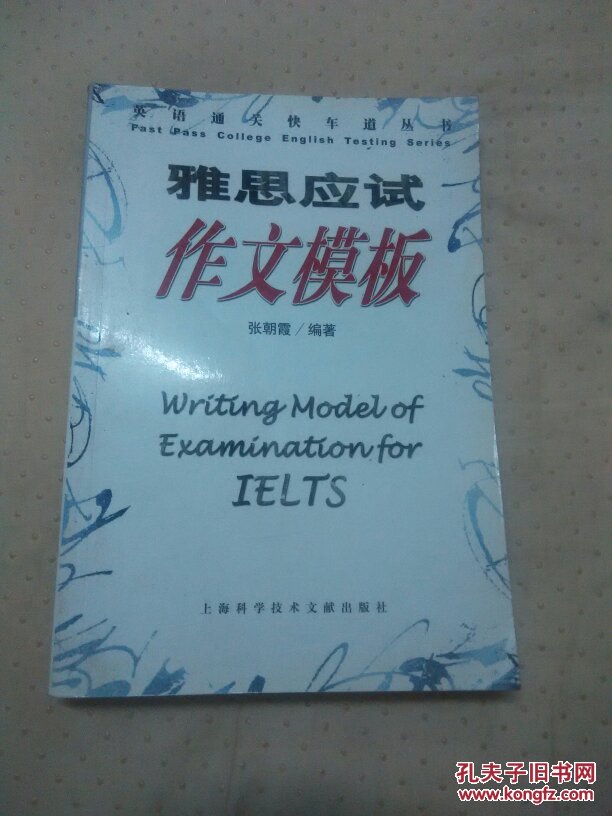 英语通关快车道丛书
Fast Pass College English Testing Series
雅思应试
作文模板
张朝霞／编著
Writing Model of
Examination for
IELTS
上海科学技术文献出版社
孔夫子旧书网
www.kongfz.com